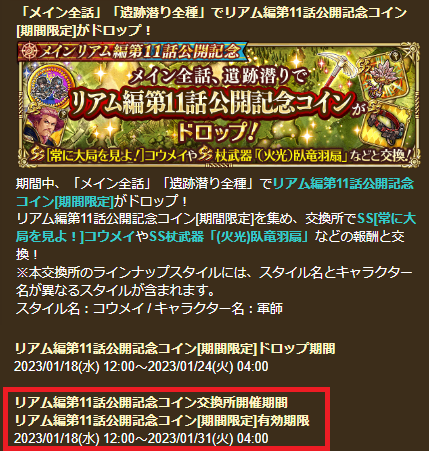 「メイン全話」「遺跡潜り全種」でリアム編第11話公開記念コイン
[期間限定]がドロップ！
メインリアム編第11話公開記念
メイン全話、遺跡潜りで
リアム編第11話公開記念コインが
ドロップ！
SS[常に大局を見よ！]コウメイやSS杖武器「(火光)臥竜羽扇」などと交換！
期間中、「メイン全話」「遺跡潜り全種」でリアム編第11話公開記念
コイン[期間限定]がドロップ！
リアム編第11話公開記念コイン[期間限定]を集め、交換所でSS[常に大
局を見よ！]コウメイやSS杖武器「(火光)臥竜羽扇」などの報酬と交
換！
※本交換所のラインナップスタイルには、スタイル名とキャラクター
名が異なるスタイルが含まれます。
スタイル名：コウメイ / キャラクター名：軍師
リアム編第11話公開記念コイン[期間限定]ドロップ期間
2023/01/18(水) 12:00～2023/01/24(火) 04:00
リアム編第11話公開記念コイン交換所開催期間
リアム編第11話公開記念コイン[期間限定]有効期限
2023/01/18(水) 12:00～2023/01/31(火) 04:00